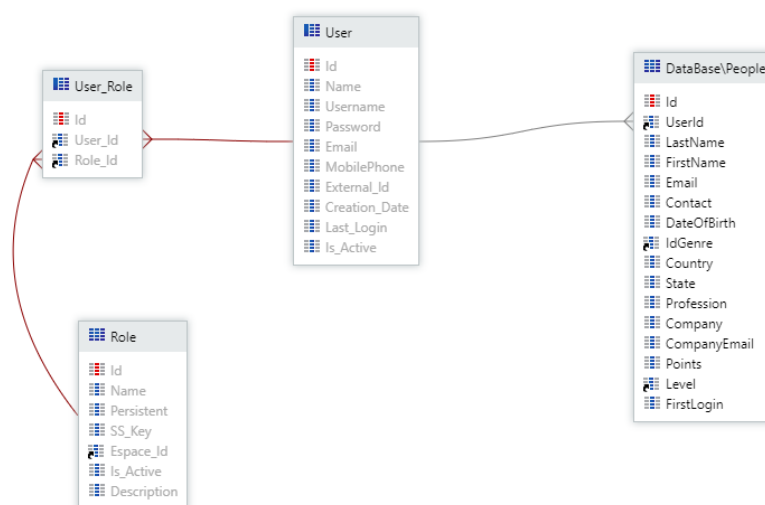 User
Id
Name
Username
Password
Email
MobilePhone
External_Id
Creation_Date
Last_Login
Is_Active
User_Role
Id
User_Id
Role_Id
DataBase\People
Id
UserId
LastName
FirstName
Email
Contact
DateOfBirth
IdGenre
Country
State
Profession
Company
CompanyEmail
Points
Level
FirstLogin
Role
Id
Name
Persistent
SS_Key
Espace_Id
Is_Active
Description